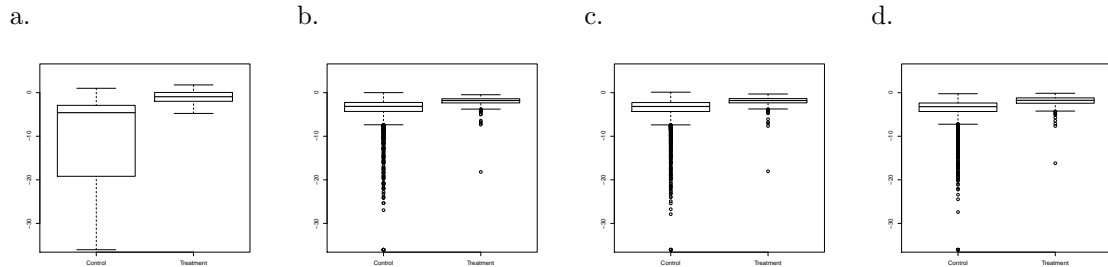 a. b. c. d.
0 0 0 0
−10 −10 −10 −10
−20 −20 −20 −20
−30 −30 −30 −30
Control Treatment Control Treatment Control Treatment Control Treatment